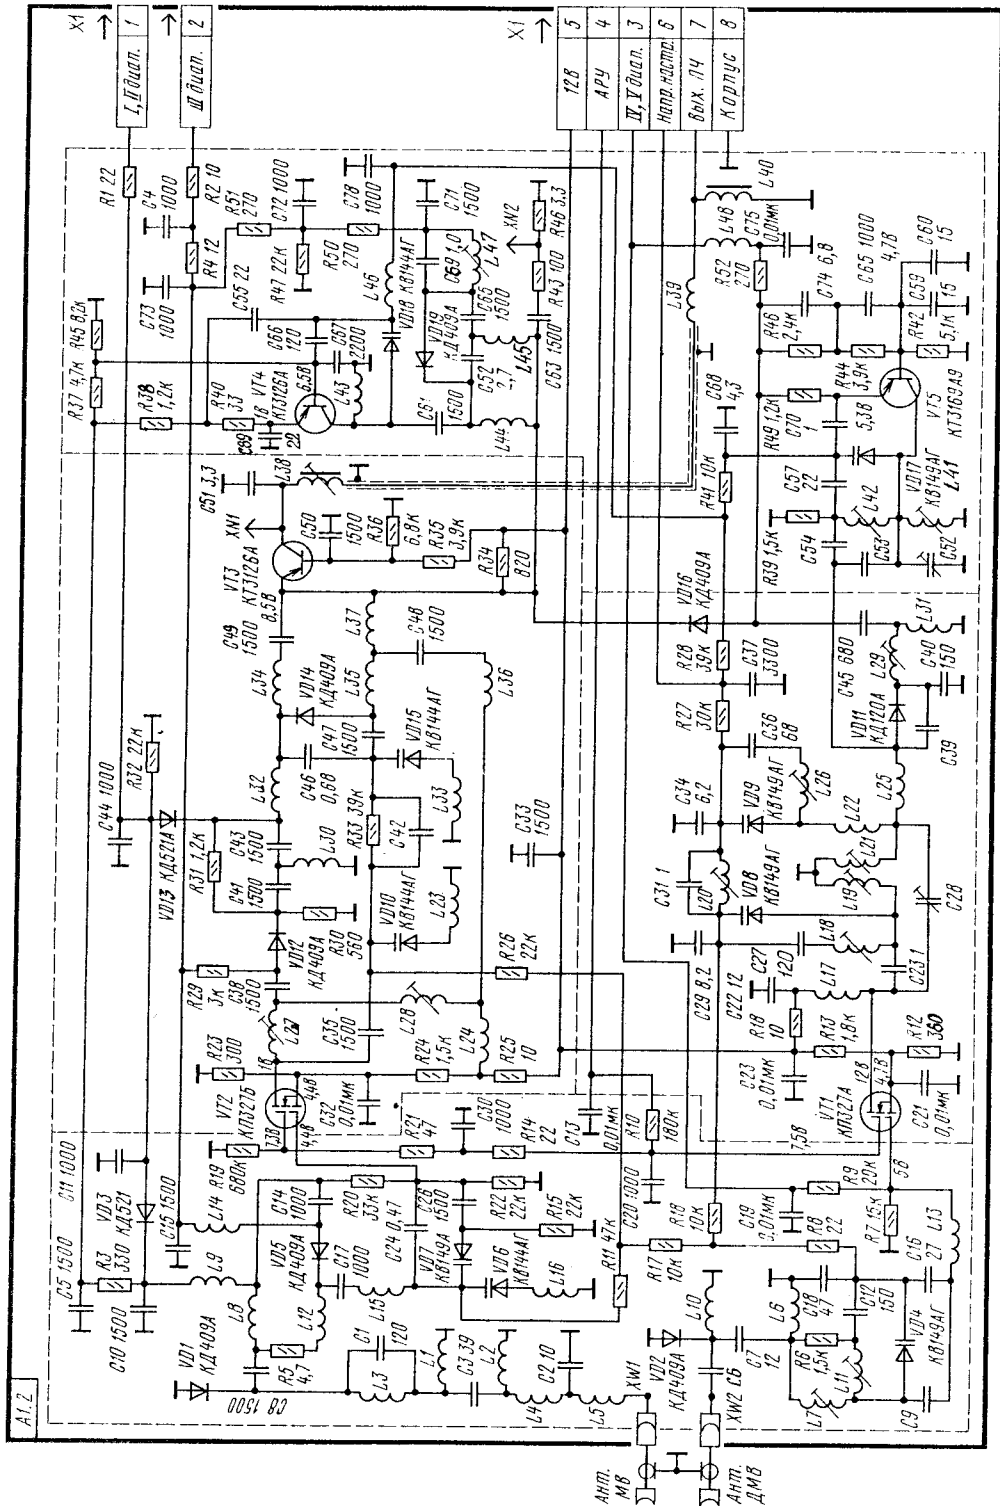 X1
1
I, II диап.
2
III диап.
X1
5
12В
4
АРУ
3
IV, V диап.
6
Напр.настр.
7
Вых. ПЧ
8
Корпус
R1 22
R2 10
C4
1000
R4 12
C73
1000
R51
270
C72 1000
R47 22к
R50
270
C78
1000
C71
1500
XN2
R46 3,3
R43 100
L47
C69 1,0
VD19
КД409А
VD18 КВ144АГ
L46
C55 22
C66
120
C67
2200
C65
1500
L45
C63 1500
C52
2,7
L44
C61
1500
L43
6,5В
КТ3126А
VT4
R45 8,2к
R37 4,7к
R38
1,2к
R40
33
18
C89
22
L40
L48
C75
0,01мк
R52
270
C74 6,8
C65 1000
4,7В
C60
15
C59
15
R46
2,4к
R44
3,9к
R42
5,1к
R49 1,2к
C70
1
5,3В
VT5
КТ3169А9
L39
C68
4,3
R41 10к
C57
22
L42
VD17
КВ149АГ
L41
R39 1,5к
C54
C53
C52
C51 3,3
L38
XN1
VT3
КТ3126А
8,5В
C50
1500
R36
6,8к
R35
3,9к
R34
820
C49
1500
L37
L34
VD14
КД409А
L35
C48
1500
L36
C47
1500
VD15
КВ144АГ
L33
L32
C46
0,68
R33 39к
C42
C33
1500
C44 1000
R32 22к
VD13 КД521А
R31 1,2к
C43
1500
C41
1500
L30
VD10
КВ144АГ
L23
VD12
КД409А
R30
560
R29
3к
C38
1500
C35
1500
R26
22к
L28
L27
L24
R23
300
16
R24
1,5к
R25
10
VT2
КП327Б
7,3В
4,4В
4,4В
C32
0,01мк
R19
680к
R21
47
C30
1000
R14
22
C13
0,01мк
R10
180к
VD16
КД409А
R28
39к
C37
3300
R27
30к
C36
68
C45 680
L31
L29
C40
150
VD11
КД120А
C39
L26
C34
6,2
VD9
КВ149АГ
L22
L25
C31 1
L20
VD8
КВ149АГ
L21
L19
C28
C29 8,2
C22 12
C27
120
L18
L17
C23 1
R18
10
R13
1,8к
R12
360
C23
0,01мк
VT1
КП327А
12В
4,7В
C21
0,01мк
7,5В
C11 1000
VD3
КД521
C5 1500
R3
330
C10 1500
C15 1500
L14
C14
1000
R20
33к
C26
1500
R22
22к
R15
22к
C20 1000
L9
VD5
КД409А
C17
1000
C24 0,47
VD7
КВ149А
VD6
КВ144АГ
L16
R11 47к
L8
L12
L15
R5
4,7
VD1
КД409А
C8 1500
C1
120
L3
L1
C3 39
L2
C2 10
L4
L5
XW1
C19
0,01мк
R9
20к
5В
R18
10к
R8
22
R7 15к
L13
R17
10к
C16
27
L10
L6
C18
47
C12
150
VD4
КВ149АГ
VD2
КД409А
C7
12
R6
1,5к
L11
C6
L7
C9
XW2
А1.2
Ант.
МВ
Ант.
ДМВ